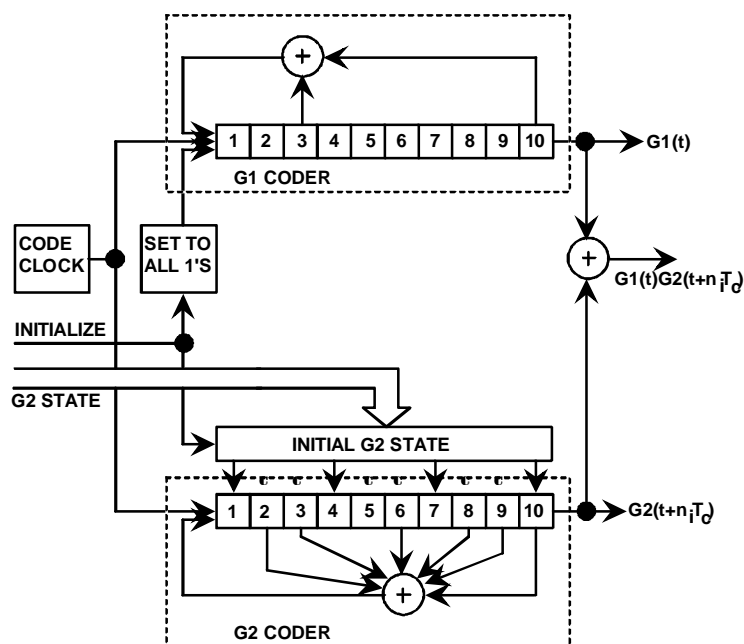 +
1 2 3 4 5 6 7 8 9 10
G1(t)
G1 CODER
CODE
CLOCK
SET TO
ALL 1'S
+
G1(t)G2(t+n iTc)
INITIALIZE
G2 STATE
INITIAL G2 STATE
c c c c c c
1 2 3 4 5 6 7 8 9 10
G2(t+n iTc)
+
G2 CODER